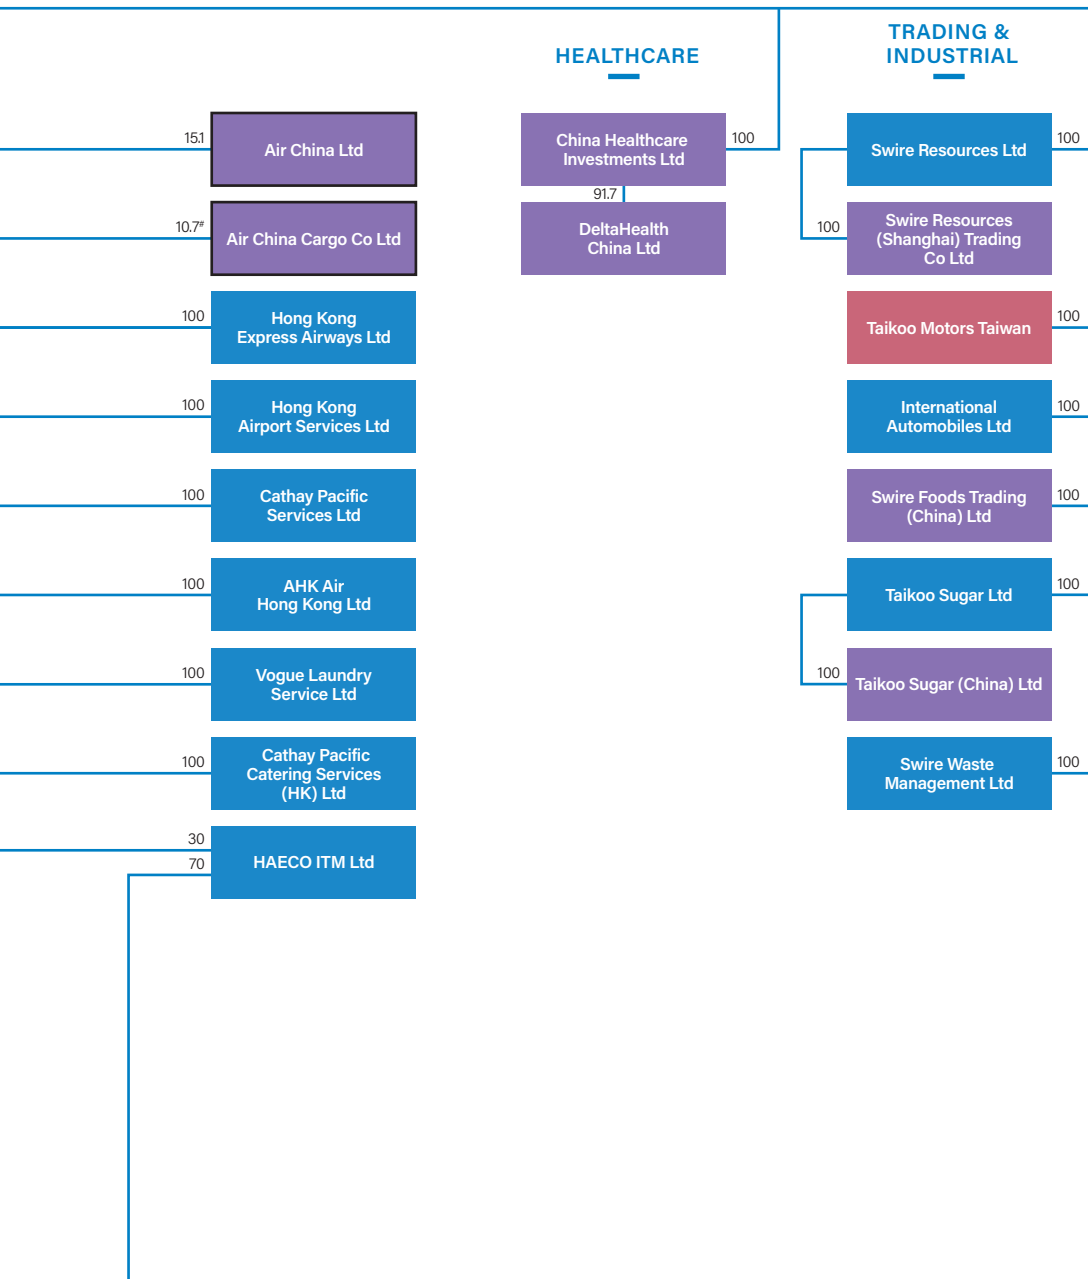 15.1
Air China Ltd
10.7#
Air China Cargo Co Ltd
100
Hong Kong
Express Airways Ltd
100
Hong Kong
Airport Services Ltd
100
Cathay Pacific
Services Ltd
100
AHK Air
Hong Kong Ltd
100
Vogue Laundry
Service Ltd
100
Cathay Pacific
Catering Services
(HK) Ltd
30
70
HAECO ITM Ltd
HEALTHCARE
China Healthcare
Investments Ltd
100
91.7
DeltaHealth
China Ltd
TRADING &
INDUSTRIAL
Swire Resources Ltd
100
100
Swire Resources
(Shanghai) Trading
Co Ltd
Taikoo Motors Taiwan
100
International
Automobiles Ltd
100
Swire Foods Trading
(China) Ltd
100
Taikoo Sugar Ltd
100
100
Taikoo Sugar (China) Ltd
Swire Waste
Management Ltd
100